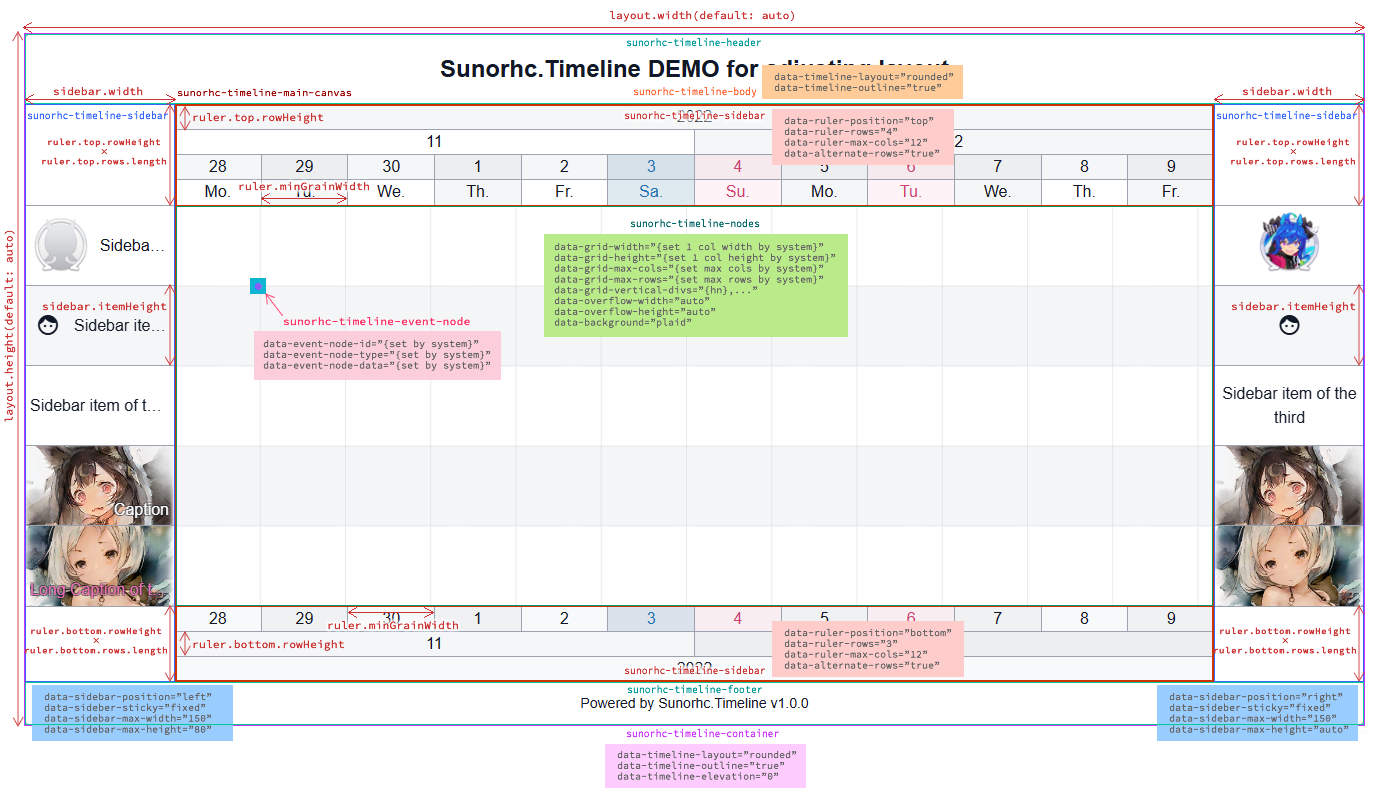 layout.width(default: auto)
sunorhc-timeline-header
Sunorhc.Timeline DEMO for adjusting layout
data-timeline-layout="rounded"
data-timeline-outline="true"
sidebar.width
sunorhc-timeline-main-canvas
sunorhc-timeline-body
sidebar.width
sunorhc-timeline-sidebar
ruler.top.rowHeight
sunorhc-timeline-sidebar
2022
data-ruler-position="top"
data-ruler-rows="4"
data-ruler-max-cols="12"
data-alternate-rows="true"
sunorhc-timeline-sidebar
ruler.top.rowHeight
×
ruler.top.rows.length
11
2
ruler.top.rowHeight
×
ruler.top.rows.length
28 29 30 1 2 3 4 5 6 7 8 9
ruler.minGrainWidth
Mo. Tu. We. Th. Fr. Sa. Su. Mo. Tu. We. Th. Fr.
sunorhc-timeline-nodes
data-grid-width="{set 1 col width by system}"
data-grid-height="{set 1 col height by system}"
data-grid-max-cols="{set max cols by system}"
data-grid-max-rows="{set max rows by system}"
data-grid-vertical-divs="{hn},..."
data-overflow-width="auto"
data-overflow-height="auto"
data-background="plaid"
Sideba...
sidebar.itemHeight
Sidebar ite...
sidebar.itemHeight
sunorhc-timeline-event-node
data-event-node-id="{set by system}"
data-event-node-type="{set by system}"
data-event-node-data="{set by system}"
layout.height(default: auto)
Sidebar item of t...
Sidebar item of the
third
Caption
Long Caption of t...
28 29 30 1 2 3 4 5 6 7 8 9
ruler.minGrainWidth
ruler.bottom.rowHeight
×
ruler.bottom.rows.length
ruler.bottom.rowHeight
11
data-ruler-position="bottom"
data-ruler-rows="3"
data-ruler-max-cols="12"
data-alternate-rows="true"
ruler.bottom.rowHeight
×
ruler.bottom.rows.length
2022
sunorhc-timeline-sidebar
sunorhc-timeline-footer
Powered by Sunorhc.Timeline v1.0.0
data-sidebar-position="left"
data-sideber-sticky="fixed"
data-sidebar-max-width="150"
data-sidebar-max-height="80"
data-sidebar-position="right"
data-sideber-sticky="fixed"
data-sidebar-max-width="150"
data-sidebar-max-height="auto"
sunorhc-timeline-container
data-timeline-layout="rounded"
data-timeline-outline="true"
data-timeline-elevation="0"